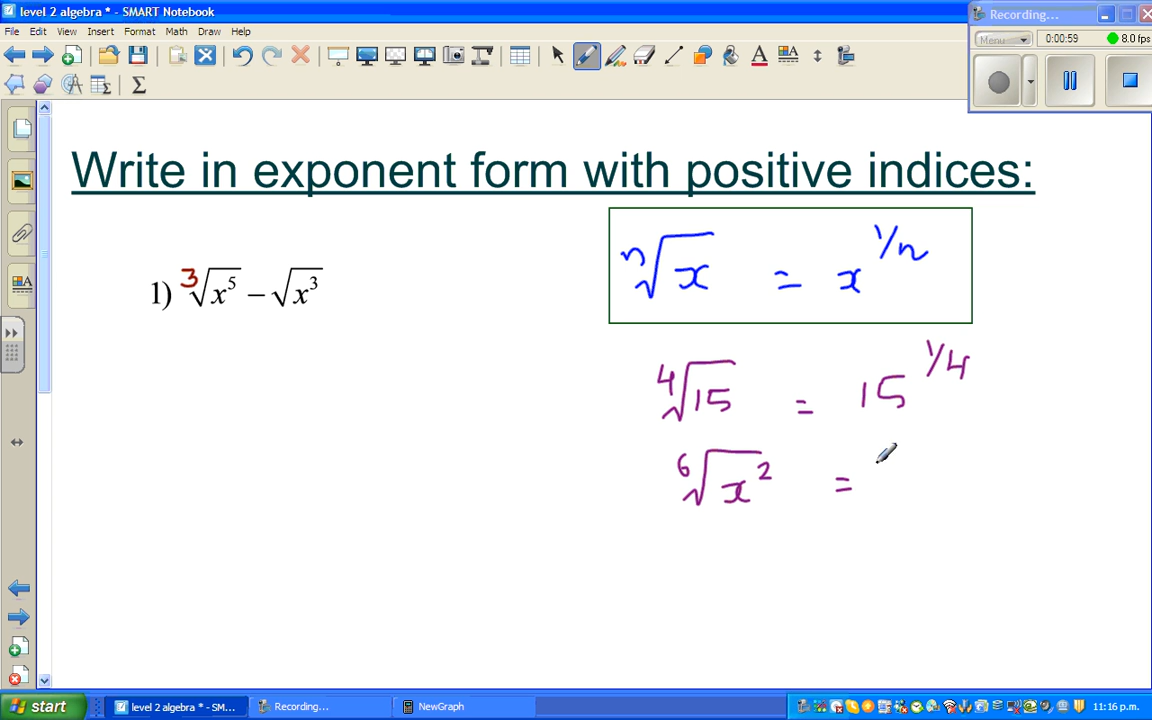 level 2 algebra * - SMART Notebook
Recording...
File Edit View Insert Format Math Draw Help
Menu
0:00:59
8.0 fps
Write in exponent form with positive indices:
ⁿ√x = x^1/n
1) ³√x⁵ − √x³
⁴√15 = 15^1/4
⁶√x² =
start
level 2 algebra * - SM...
Recording...
NewGraph
11:16 p.m.